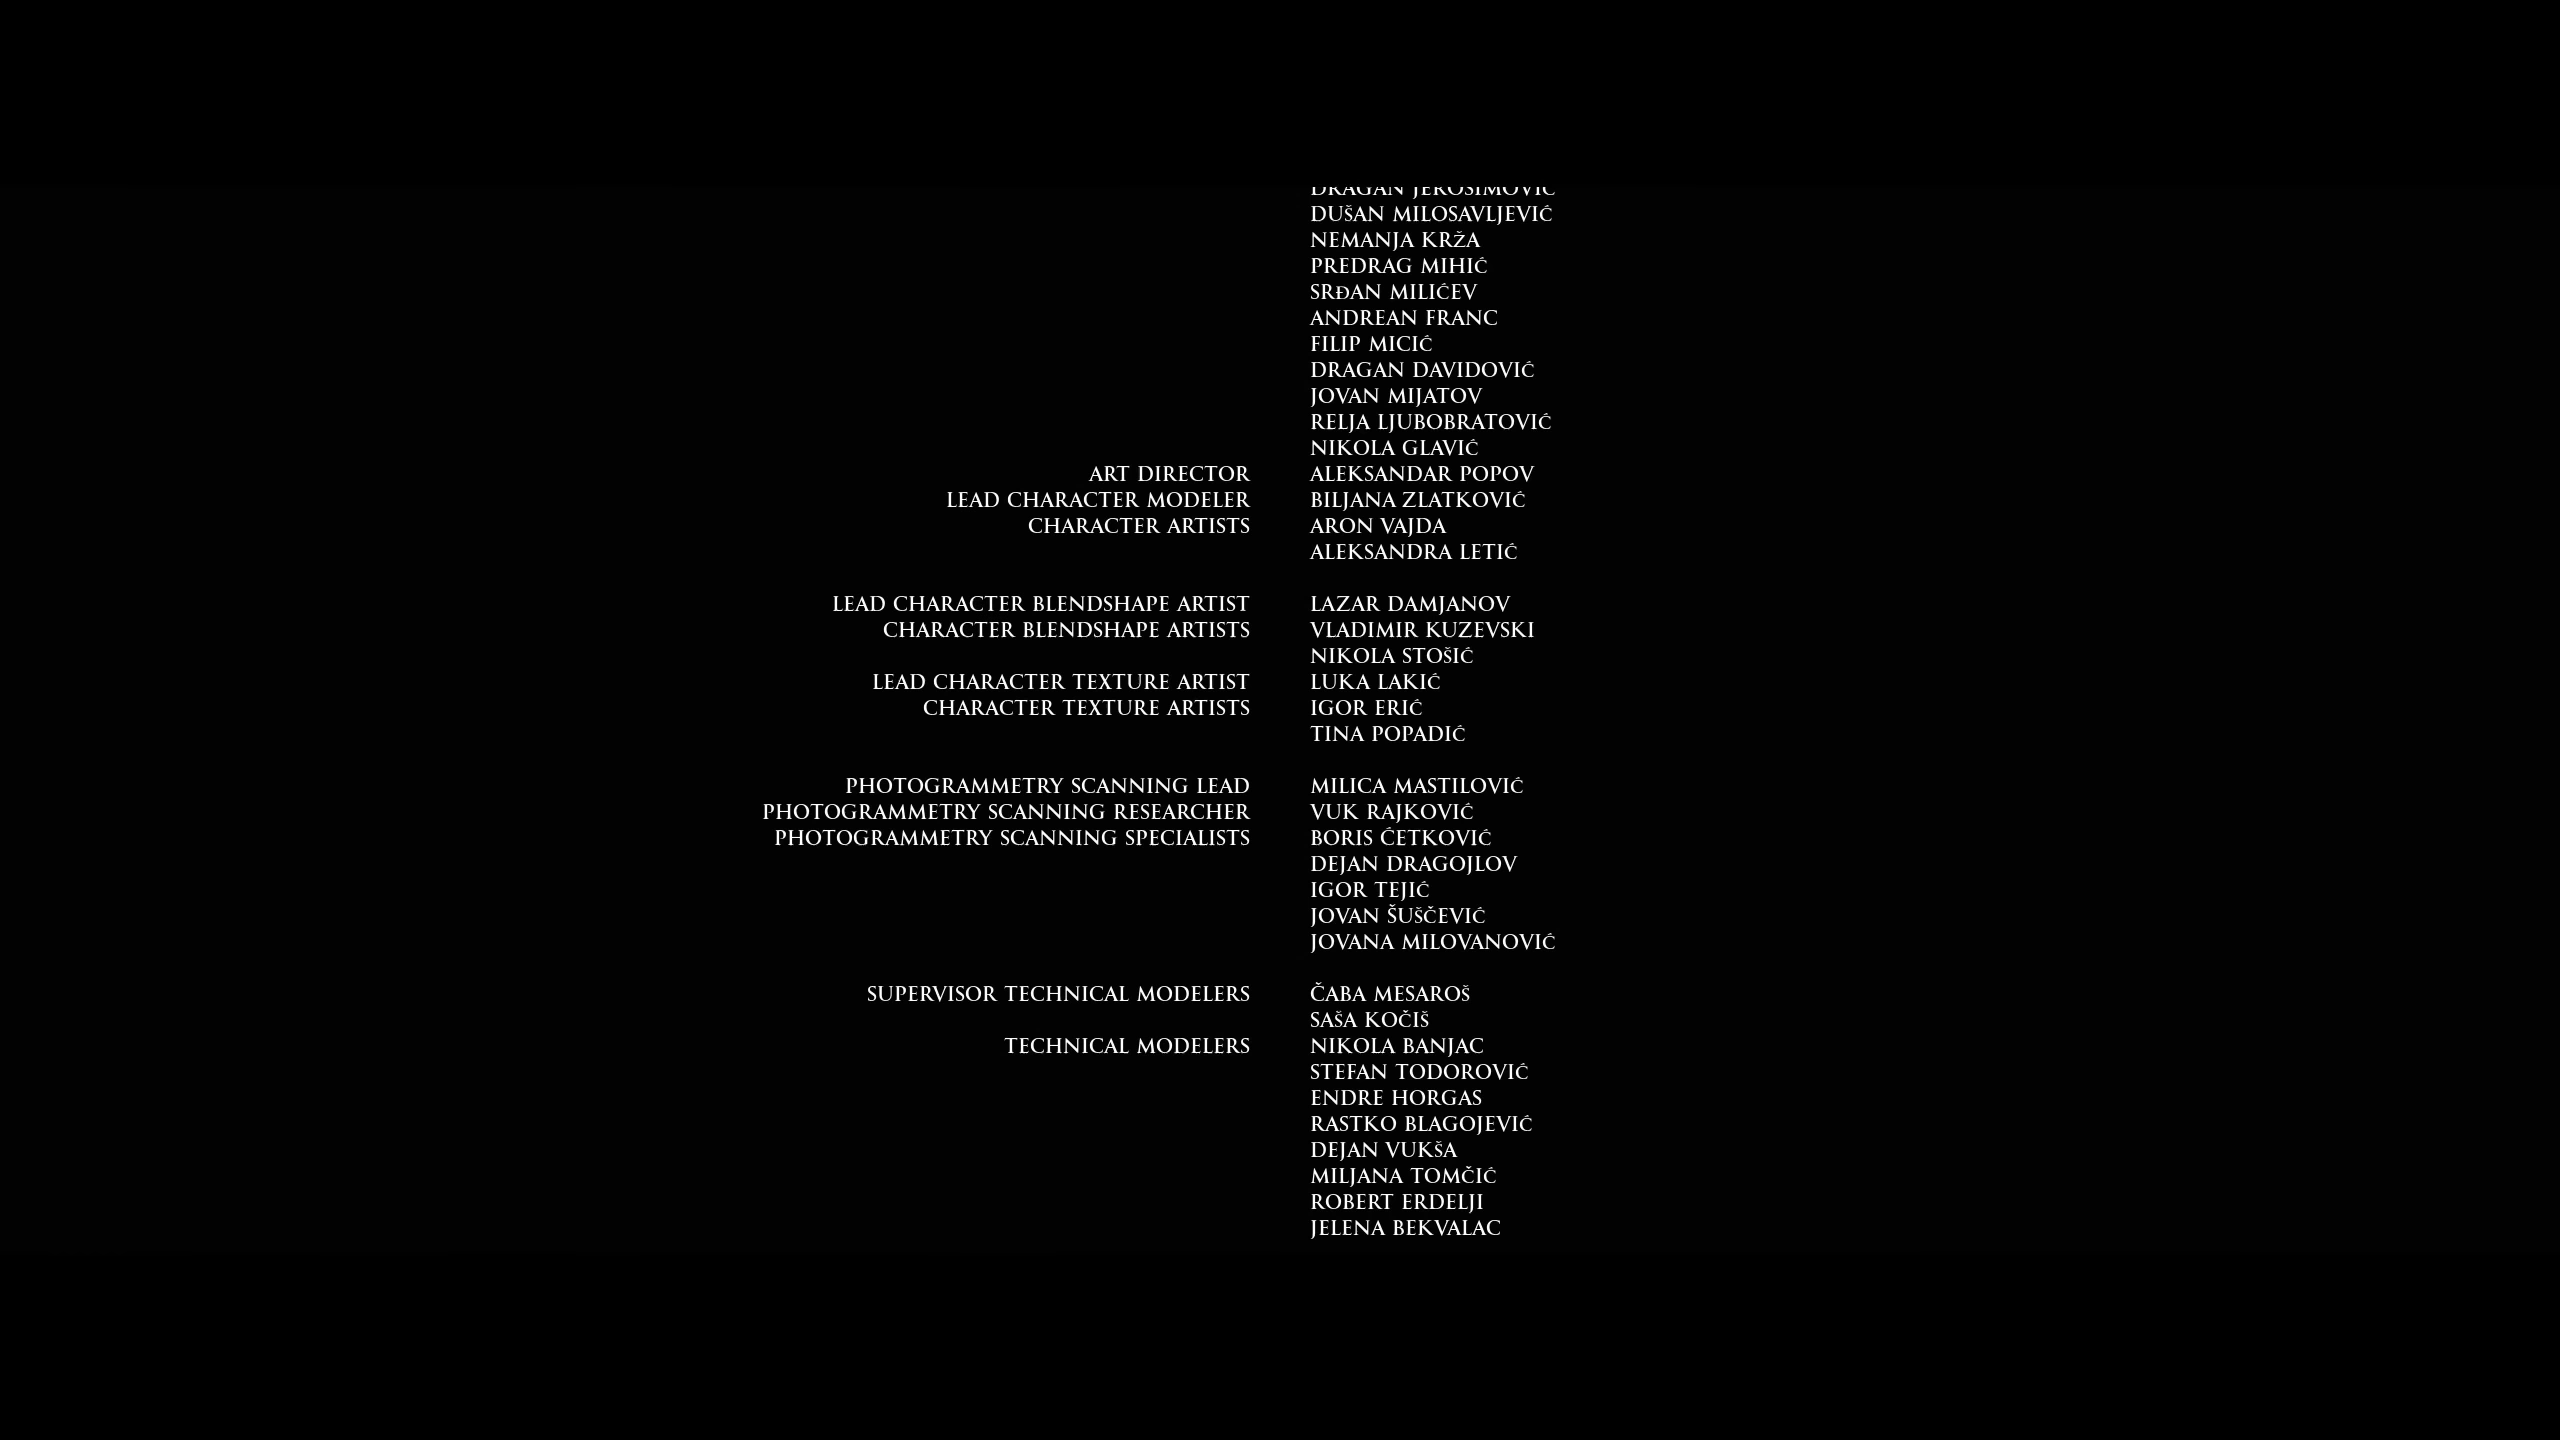 DRAGAN JEROSIMOVIĆ
DUŠAN MILOSAVLJEVIĆ
NEMANJA KRŽA
PREDRAG MIHIĆ
SRĐAN MILIĆEV
ANDREAN FRANC
FILIP MICIĆ
DRAGAN DAVIDOVIĆ
JOVAN MIJATOV
RELJA LJUBOBRATOVIĆ
NIKOLA GLAVIĆ
ART DIRECTOR ALEKSANDAR POPOV
LEAD CHARACTER MODELER BILJANA ZLATKOVIĆ
CHARACTER ARTISTS ARON VAJDA
ALEKSANDRA LETIĆ
LEAD CHARACTER BLENDSHAPE ARTIST LAZAR DAMJANOV
CHARACTER BLENDSHAPE ARTISTS VLADIMIR KUZEVSKI
NIKOLA STOŠIĆ
LEAD CHARACTER TEXTURE ARTIST LUKA LAKIĆ
CHARACTER TEXTURE ARTISTS IGOR ERIĆ
TINA POPADIĆ
PHOTOGRAMMETRY SCANNING LEAD MILICA MASTILOVIĆ
PHOTOGRAMMETRY SCANNING RESEARCHER VUK RAJKOVIĆ
PHOTOGRAMMETRY SCANNING SPECIALISTS BORIS ĆETKOVIĆ
DEJAN DRAGOJLOV
IGOR TEJIĆ
JOVAN ŠUŠČEVIĆ
JOVANA MILOVANOVIĆ
SUPERVISOR TECHNICAL MODELERS ČABA MESAROŠ
SAŠA KOČIŠ
TECHNICAL MODELERS NIKOLA BANJAC
STEFAN TODOROVIĆ
ENDRE HORGAS
RASTKO BLAGOJEVIĆ
DEJAN VUKŠA
MILJANA TOMČIĆ
ROBERT ERDELJI
JELENA BEKVALAC